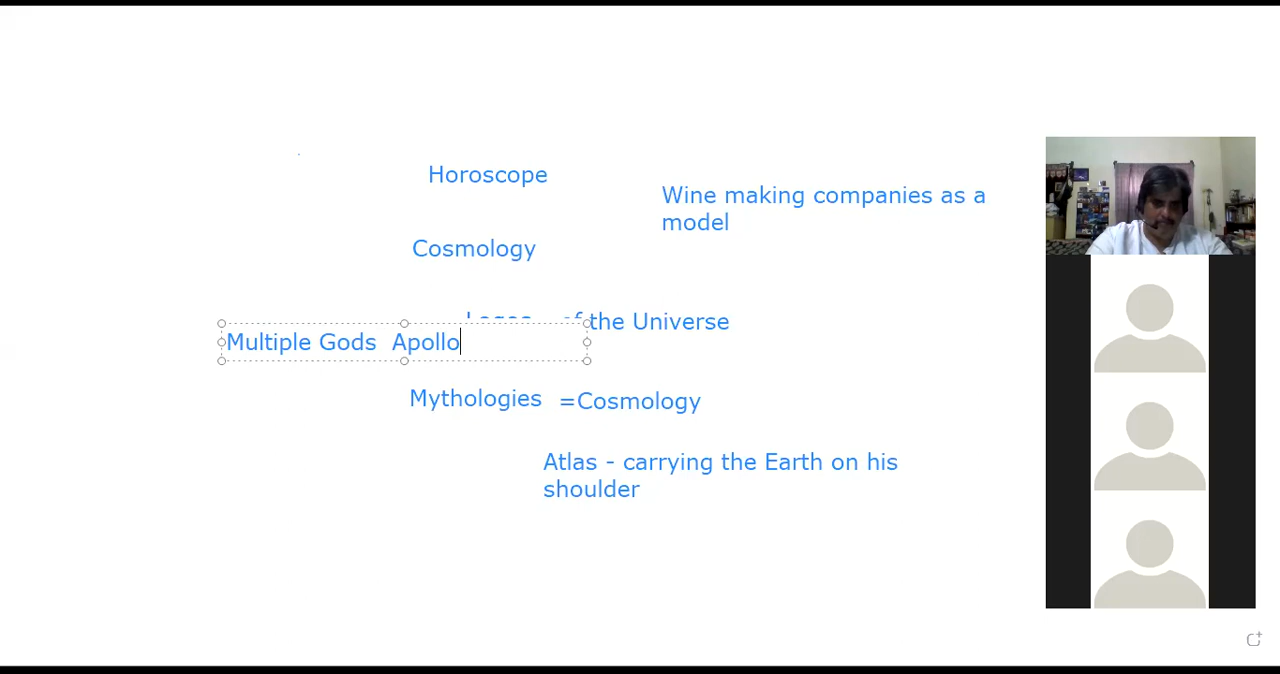 Horoscope
Wine making companies as a
model
Cosmology
the Universe
Multiple Gods Apollo
Mythologies =Cosmology
Atlas - carrying the Earth on his
shoulder